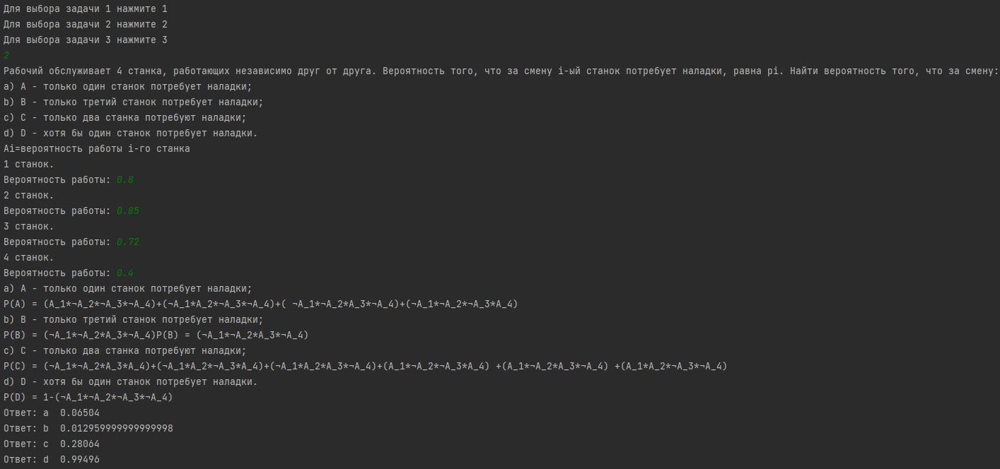 Для выбора задачи 1 нажмите 1
Для выбора задачи 2 нажмите 2
Для выбора задачи 3 нажмите 3
2
Рабочий обслуживает 4 станка, работающих независимо друг от друга. Вероятность того, что за смену i-ый станок потребует наладки, равна pi. Найти вероятность того, что за смену:
a) A - только один станок потребует наладки;
b) B - только третий станок потребует наладки;
c) C - только два станка потребуют наладки;
d) D - хотя бы один станок потребует наладки.
Ai=вероятность работы i-го станка
1 станок.
Вероятность работы: 0.8
2 станок.
Вероятность работы: 0.85
3 станок.
Вероятность работы: 0.72
4 станок.
Вероятность работы: 0.4
a) A - только один станок потребует наладки;
P(A) = (A_1*¬A_2*¬A_3*¬A_4)+(¬A_1*A_2*¬A_3*¬A_4)+( ¬A_1*¬A_2*A_3*¬A_4)+(¬A_1*¬A_2*¬A_3*A_4)
b) B - только третий станок потребует наладки;
P(B) = (¬A_1*¬A_2*A_3*¬A_4)P(B) = (¬A_1*¬A_2*A_3*¬A_4)
c) C - только два станка потребуют наладки;
P(C) = (¬A_1*¬A_2*A_3*A_4)+(¬A_1*A_2*¬A_3*A_4)+(¬A_1*A_2*A_3*¬A_4)+(A_1*¬A_2*¬A_3*A_4) +(A_1*¬A_2*A_3*¬A_4) +(A_1*A_2*¬A_3*¬A_4)
d) D - хотя бы один станок потребует наладки.
P(D) = 1-(¬A_1*¬A_2*¬A_3*¬A_4)
Ответ: a  0.06504
Ответ: b  0.012959999999999998
Ответ: c  0.28064
Ответ: d  0.99496